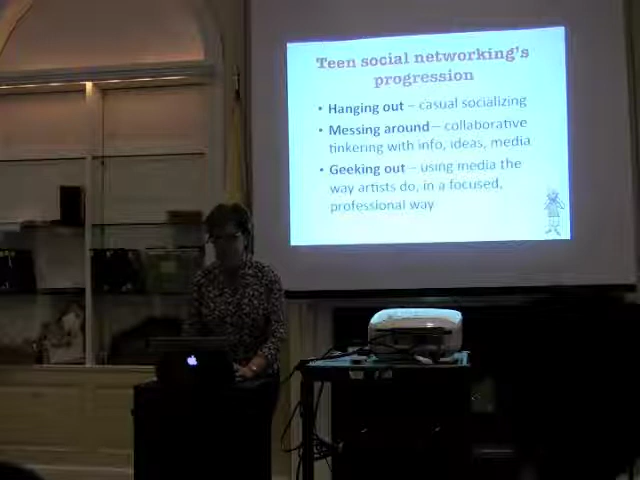 Teen social networking's
progression
• Hanging out – casual socializing
• Messing around – collaborative
tinkering with info, ideas, media
• Geeking out – using media the
way artists do, in a focused,
professional way